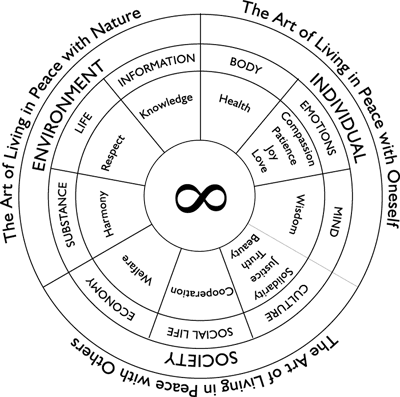 The Art of Living in Peace with Nature
The Art of Living in Peace with Oneself
The Art of Living in Peace with Others
ENVIRONMENT
INDIVIDUAL
SOCIETY
INFORMATION
BODY
EMOTIONS
MIND
CULTURE
SOCIAL LIFE
ECONOMY
SUBSTANCE
LIFE
Knowledge
Health
Compassion
Patience
Joy
Love
Wisdom
Beauty
Truth
Justice
Solidarity
Cooperation
Welfare
Harmony
Respect
∞